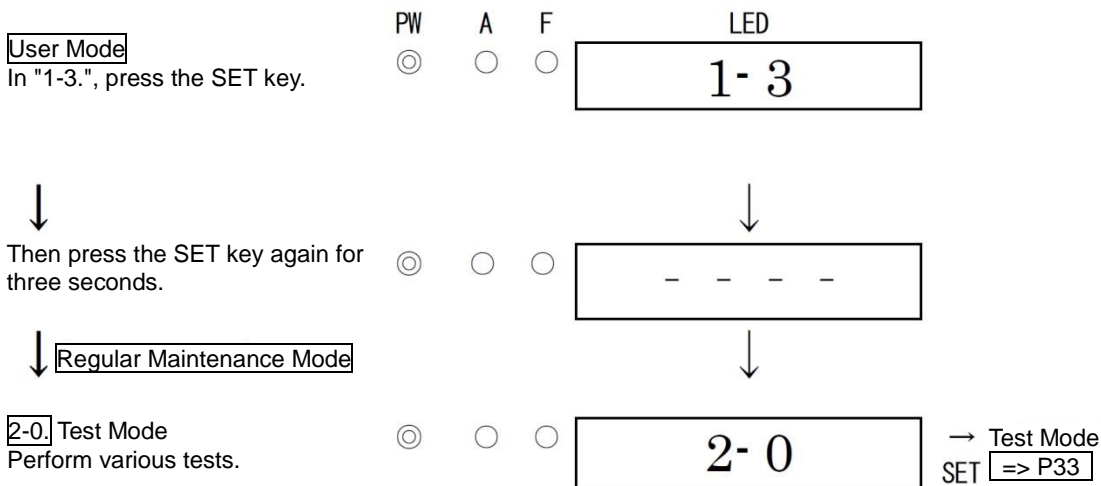 PW A F LED
User Mode
In "1-3.", press the SET key.
◎ ○ ○ 1- 3
↓ ↓
Then press the SET key again for
three seconds.
◎ ○ ○ - - - -
↓ Regular Maintenance Mode ↓
2-0. Test Mode
Perform various tests.
◎ ○ ○ 2- 0 → Test Mode
SET => P33